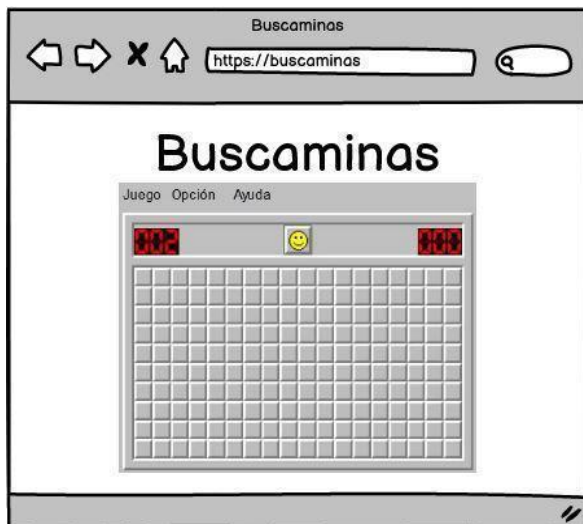 Buscaminas
https://buscaminas
Buscaminas
Juego Opción Ayuda
002
000